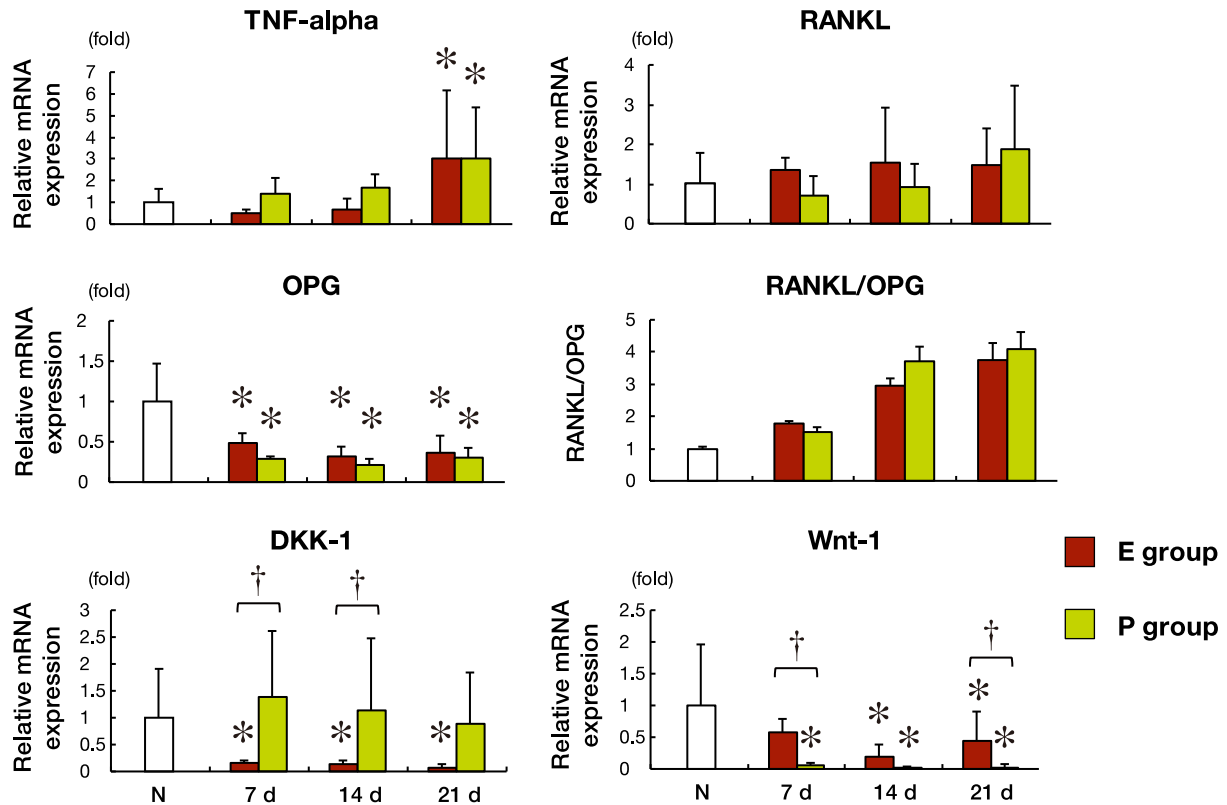 TNF-alpha
(fold)
Relative mRNA
expression
7
6
5
4
3
2
1
0
*
*
RANKL
(fold)
Relative mRNA
expression
4
3
2
1
0
OPG
(fold)
Relative mRNA
expression
2
1.5
1
0.5
0
*
*
*
*
*
*
RANKL/OPG
RANKL/OPG
5
4
3
2
1
0
DKK-1
(fold)
Relative mRNA
expression
3
2.5
2
1.5
1
0.5
0
†
†
*
*
*
N
7 d
14 d
21 d
Wnt-1
(fold)
Relative mRNA
expression
2.5
2
1.5
1
0.5
0
†
†
*
*
*
*
*
N
7 d
14 d
21 d
E group
P group